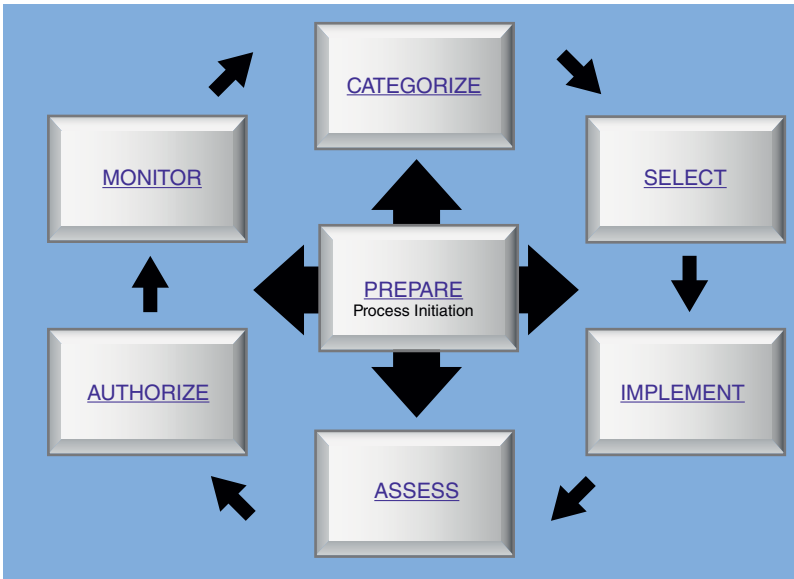 CATEGORIZE
MONITOR
SELECT
PREPARE
Process Initiation
AUTHORIZE
IMPLEMENT
ASSESS